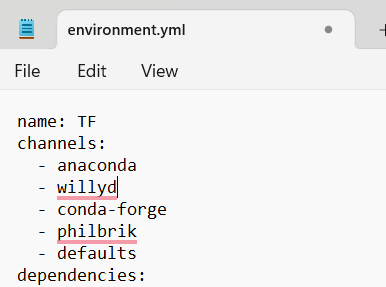 environment.yml
File Edit View
name: TF
channels:
  - anaconda
  - willyd
  - conda-forge
  - philbrik
  - defaults
dependencies: